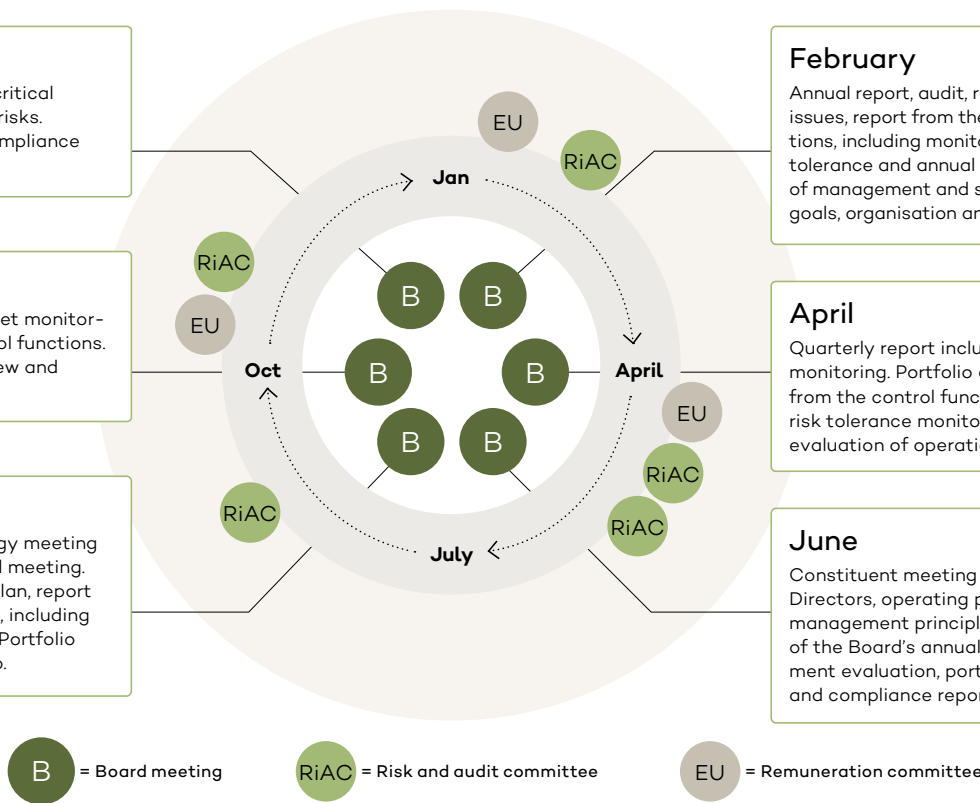 critical
risks.
mpliance
et monitor-
ol functions.
ew and
gy meeting
d meeting.
lan, report
, including
Portfolio
EU
RiAC
Jan
RiAC
EU
B
B
Oct
B
B
April
B
B
EU
RiAC
RiAC
RiAC
July
February
Annual report, audit, r
issues, report from the
tions, including monito
tolerance and annual
of management and s
goals, organisation an
April
Quarterly report inclu
monitoring. Portfolio
from the control func
risk tolerance monito
evaluation of operati
June
Constituent meeting
Directors, operating p
management principl
of the Board’s annual
ment evaluation, port
and compliance repor
B = Board meeting
RiAC = Risk and audit committee
EU = Remuneration committee